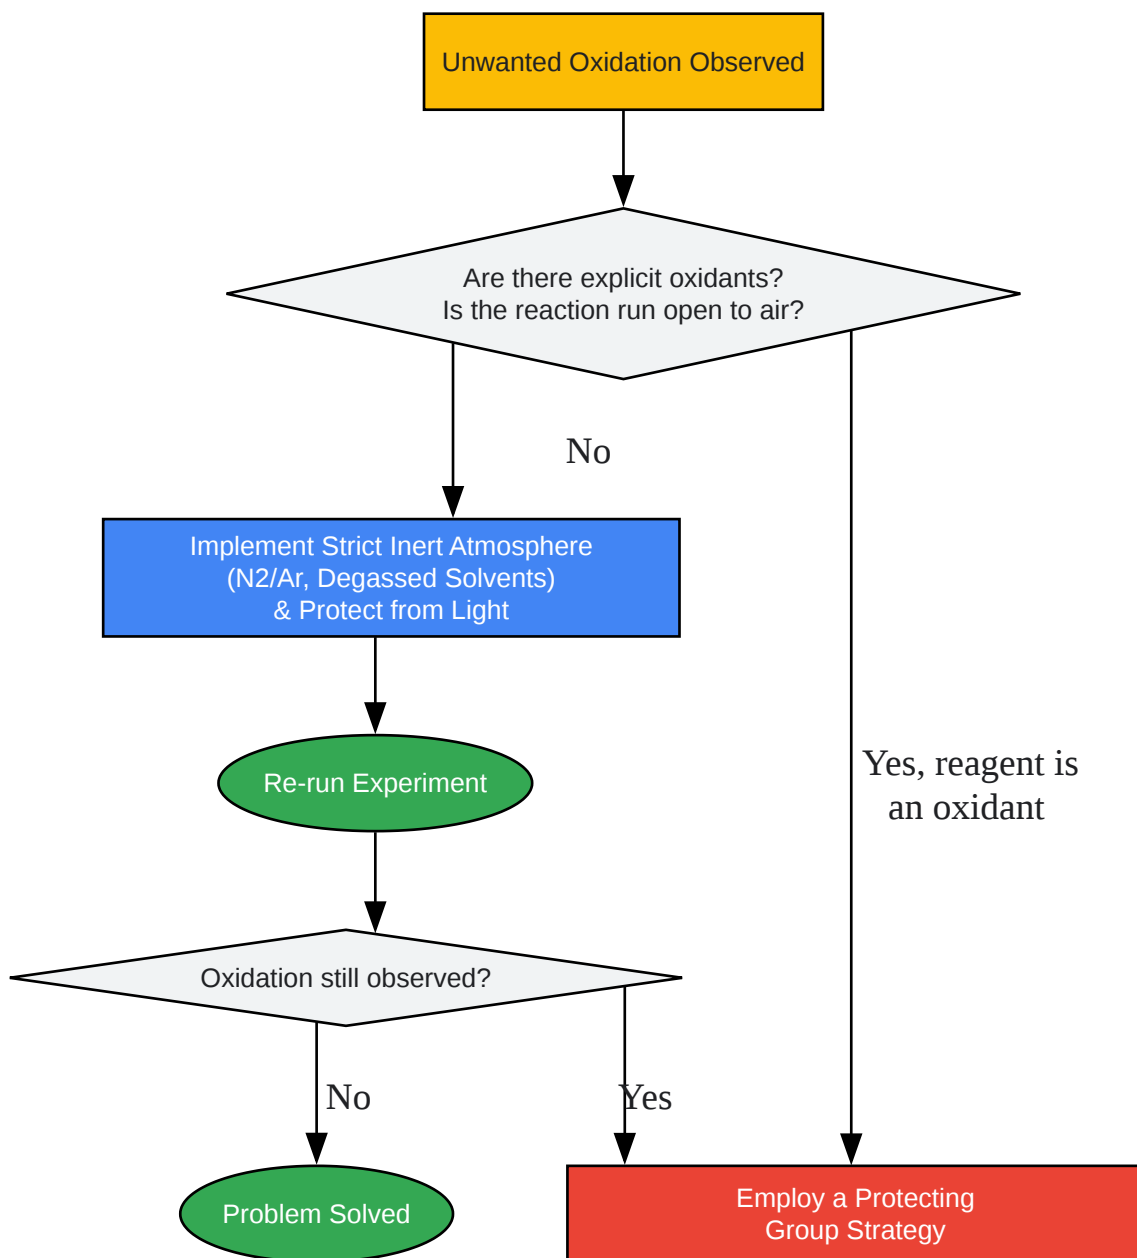 Unwanted Oxidation Observed
Are there explicit oxidants?
Is the reaction run open to air?
No
Implement Strict Inert Atmosphere
(N2/Ar, Degassed Solvents)
& Protect from Light
Yes, reagent is
an oxidant
Re-run Experiment
Oxidation still observed?
No
Yes
Problem Solved
Employ a Protecting
Group Strategy